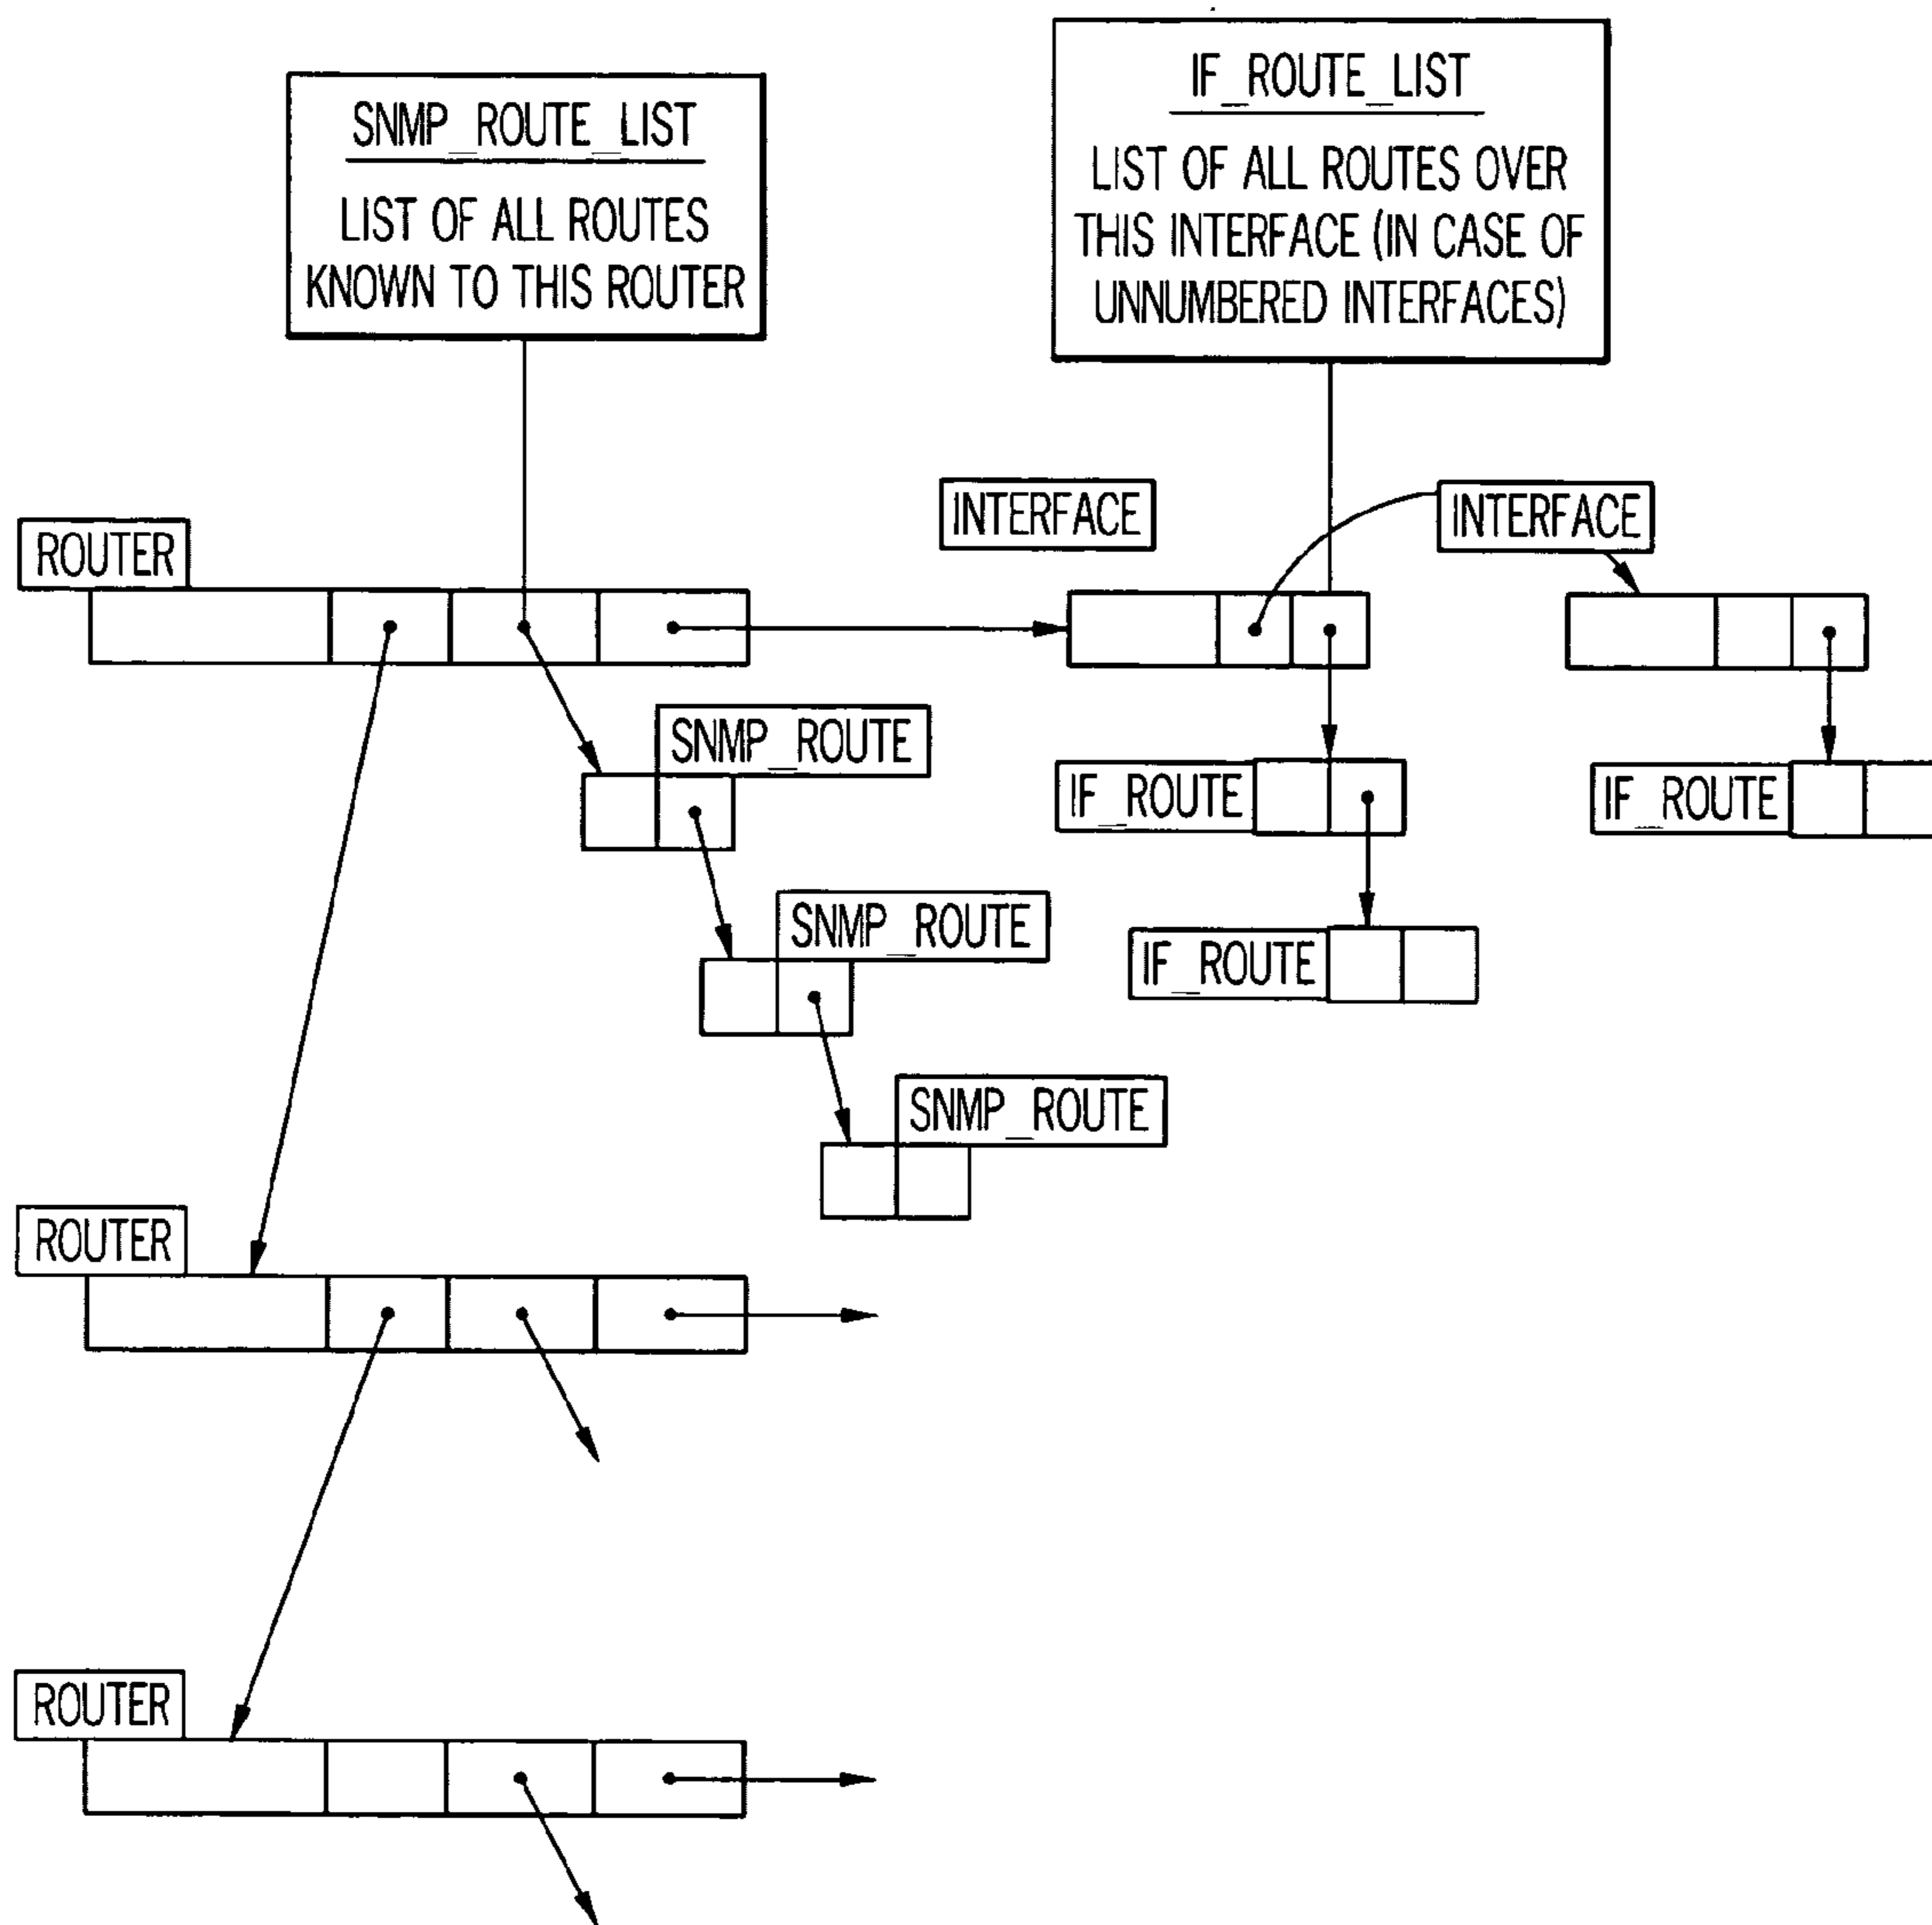 SNMP_ROUTE_LIST
LIST OF ALL ROUTES
KNOWN TO THIS ROUTER
IF_ROUTE_LIST
LIST OF ALL ROUTES OVER
THIS INTERFACE (IN CASE OF
UNNUMBERED INTERFACES)
ROUTER
INTERFACE
INTERFACE
SNMP_ROUTE
IF_ROUTE
IF_ROUTE
SNMP_ROUTE
IF_ROUTE
SNMP_ROUTE
ROUTER
ROUTER